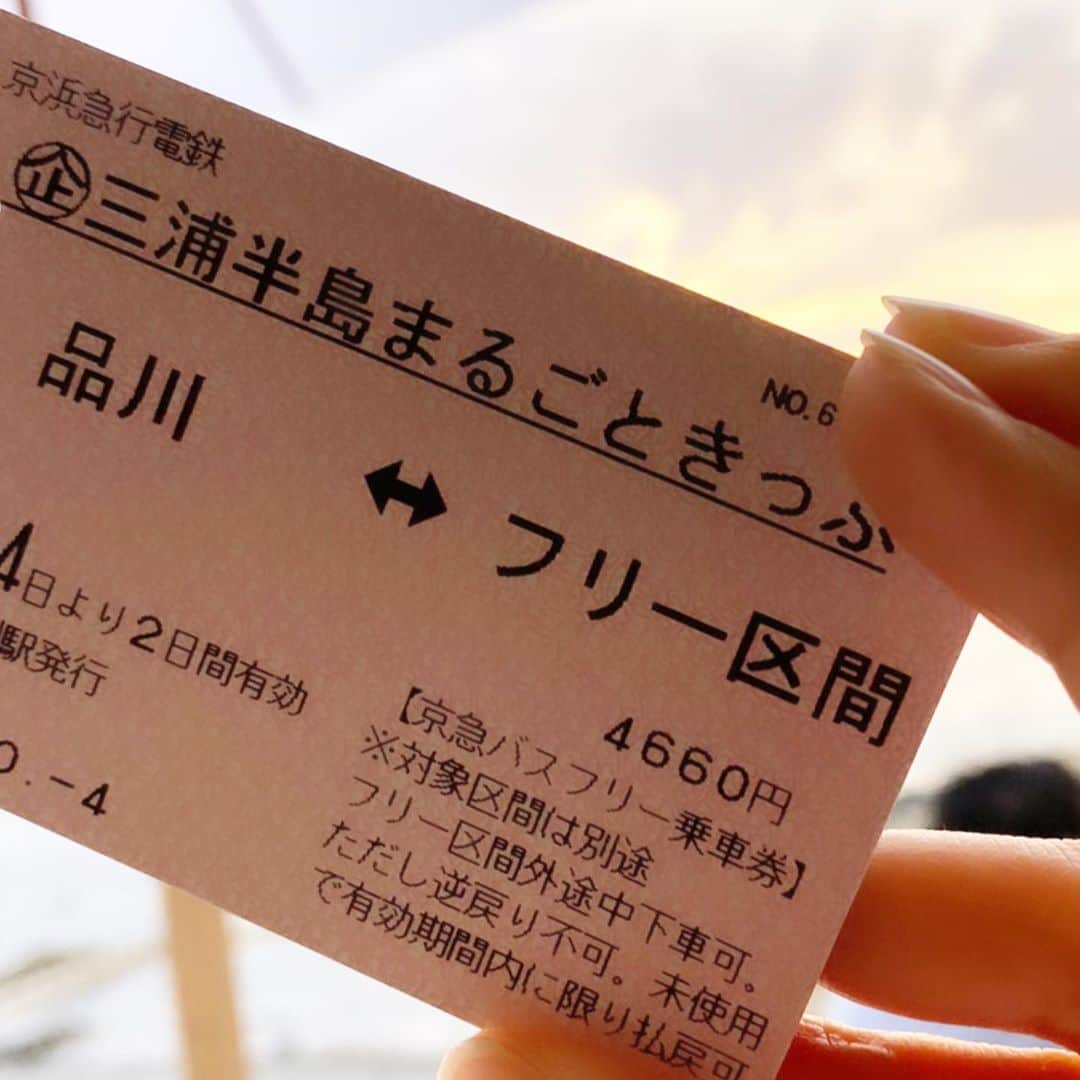 京浜急行電鉄
㊭三浦半島まるごときっぷ
NO.6
品川 ↔ フリー区間
4日より2日間有効
駅発行
4660円
0.-4
【京急バスフリー乗車券】
※対象区間は別途
フリー区間外途中下車可。
ただし逆戻り不可。未使用
で有効期間内に限り払戻可